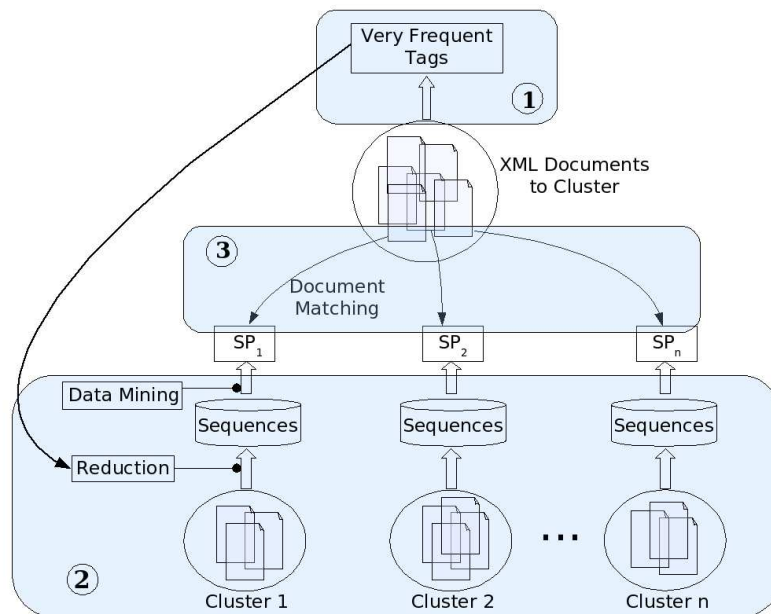 Very Frequent
Tags
1
XML Documents
to Cluster
3
Document
Matching
SP1
SP2
SPn
Data Mining
Sequences
Sequences
Sequences
Reduction
...
2
Cluster 1
Cluster 2
Cluster n